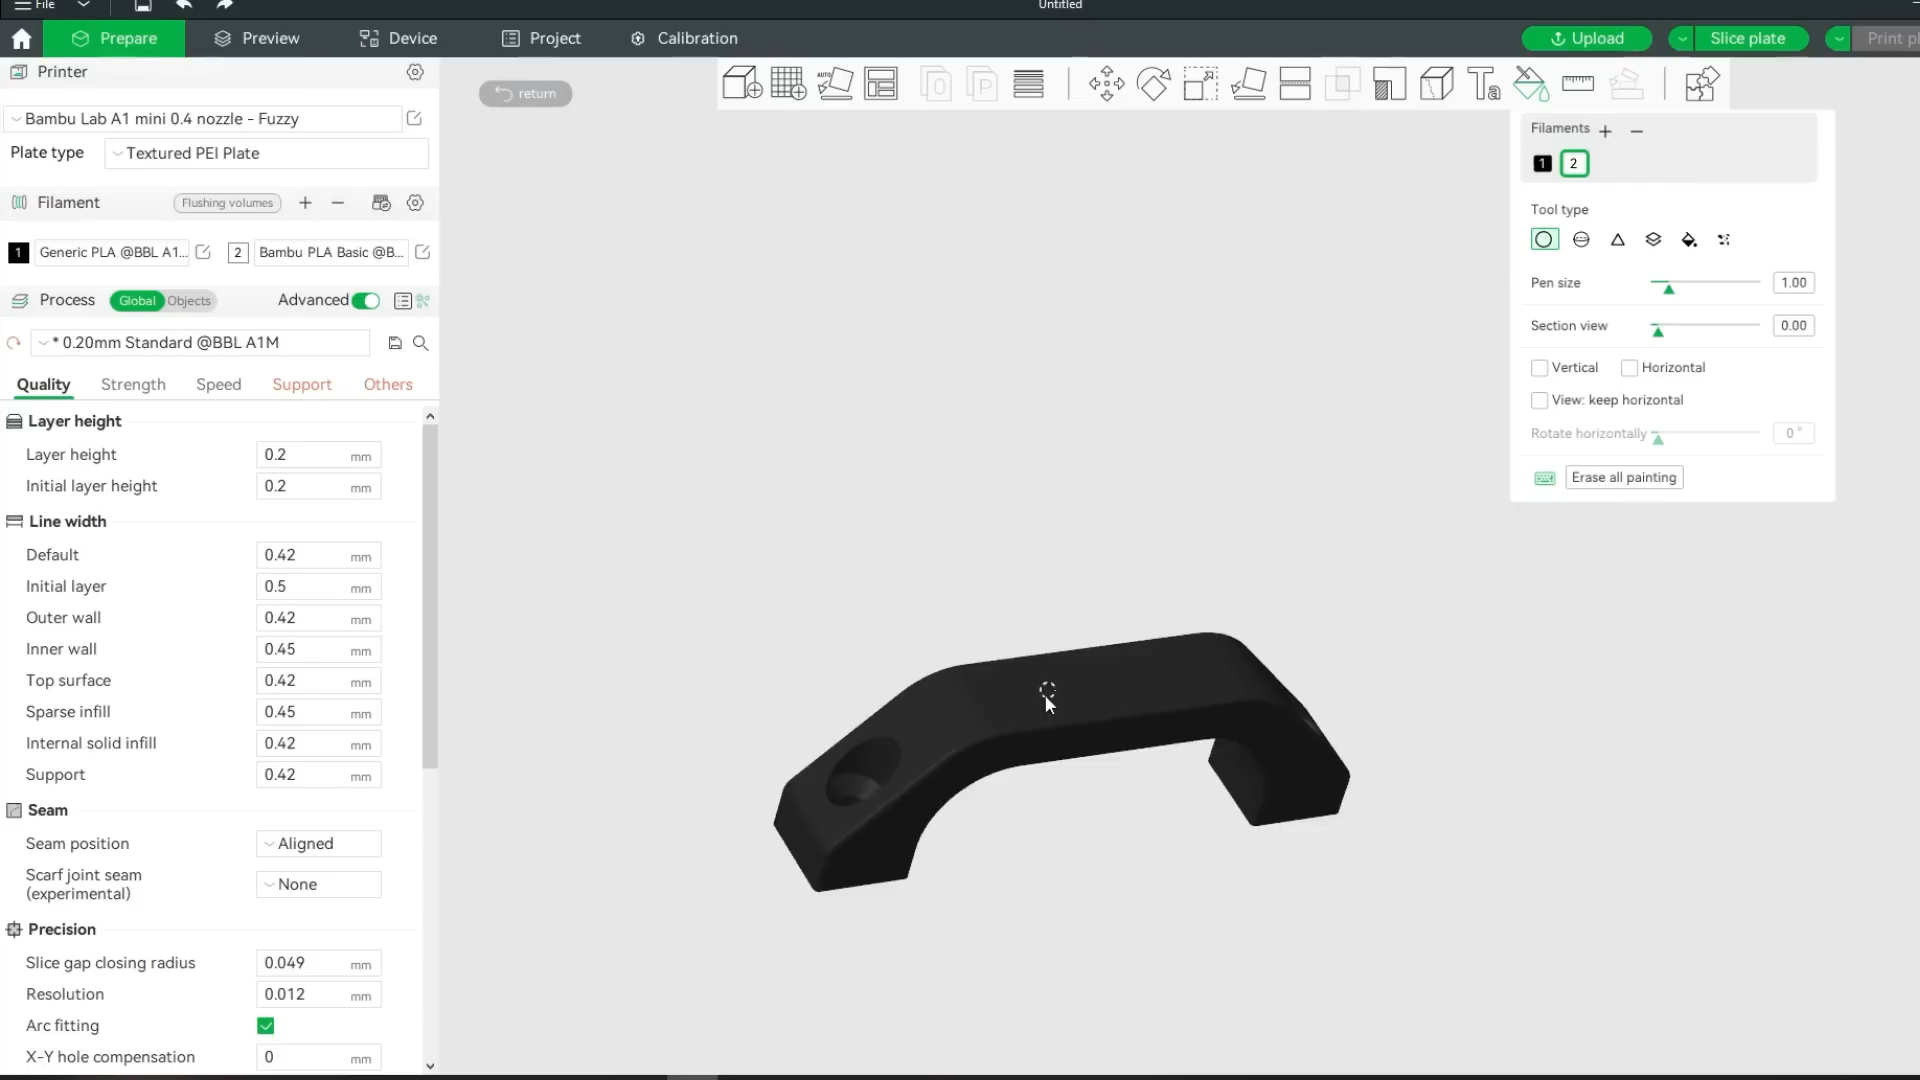 File
Untitled
Prepare
Preview
Device
Project
Calibration
Upload
Slice plate
Print pl
Printer
return
Bambu Lab A1 mini 0.4 nozzle - Fuzzy
Plate type
Textured PEI Plate
Filament
Flushing volumes
1
Generic PLA @BBL A1...
2
Bambu PLA Basic @B...
Process
Global
Objects
Advanced
* 0.20mm Standard @BBL A1M
Quality
Strength
Speed
Support
Others
Layer height
Layer height
0.2 mm
Initial layer height
0.2 mm
Line width
Default
0.42 mm
Initial layer
0.5 mm
Outer wall
0.42 mm
Inner wall
0.45 mm
Top surface
0.42 mm
Sparse infill
0.45 mm
Internal solid infill
0.42 mm
Support
0.42 mm
Seam
Seam position
Aligned
Scarf joint seam
(experimental)
None
Precision
Slice gap closing radius
0.049 mm
Resolution
0.012 mm
Arc fitting
X-Y hole compensation
0 mm
AUTO
O
P
Ta
Filaments
1 2
Tool type
Pen size
1.00
Section view
0.00
Vertical
Horizontal
View: keep horizontal
Rotate horizontally
0 °
Erase all painting